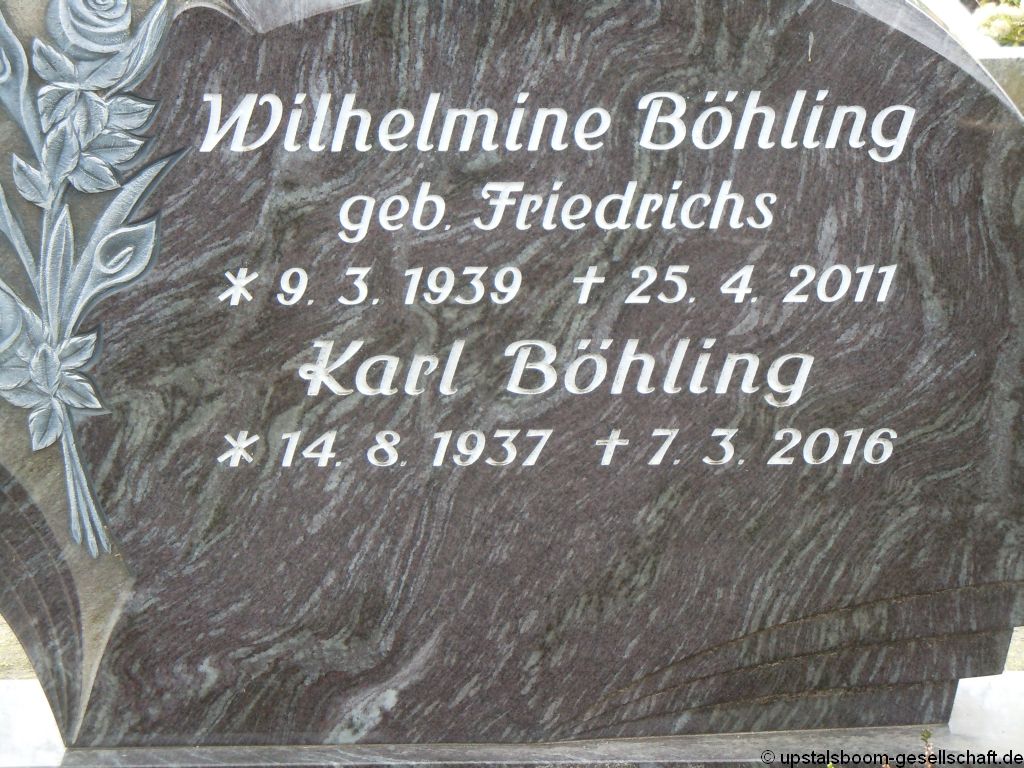 Wilhelmine Böhling
geb. Friedrichs
* 9. 3. 1939 † 25. 4. 2011
Karl Böhling
* 14. 8. 1937 † 7. 3. 2016
© upstalsboom-gesellschaft.de